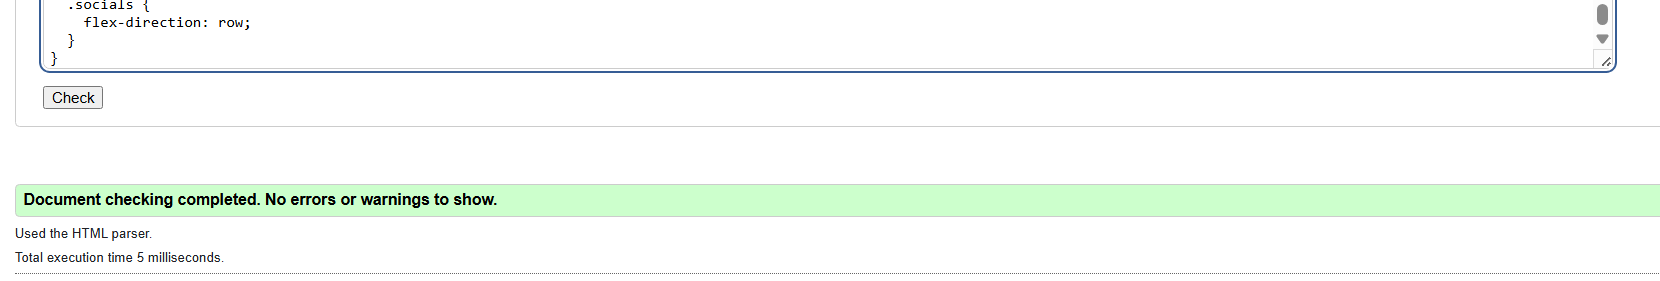 .socials {
flex-direction: row;
}
}
Check
Document checking completed. No errors or warnings to show.
Used the HTML parser.
Total execution time 5 milliseconds.